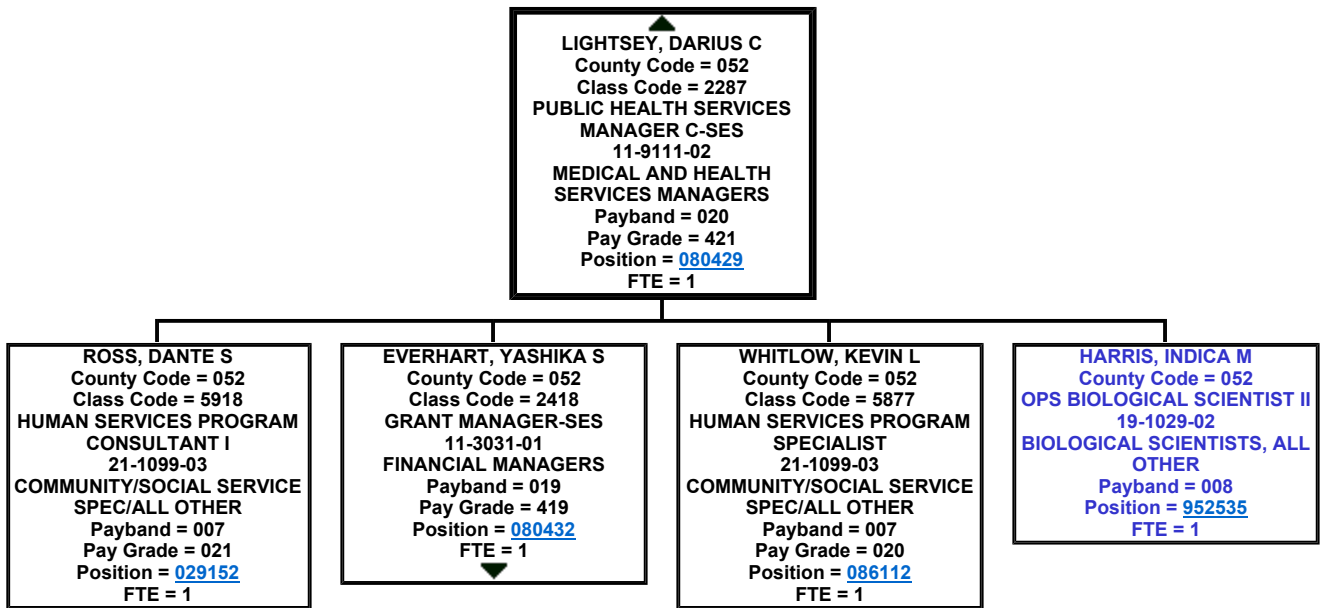 LIGHTSEY, DARIUS C
County Code = 052
Class Code = 2287
PUBLIC HEALTH SERVICES
MANAGER C-SES
11-9111-02
MEDICAL AND HEALTH
SERVICES MANAGERS
Payband = 020
Pay Grade = 421
Position = 080429
FTE = 1
ROSS, DANTE S
County Code = 052
Class Code = 5918
HUMAN SERVICES PROGRAM
CONSULTANT I
21-1099-03
COMMUNITY/SOCIAL SERVICE
SPEC/ALL OTHER
Payband = 007
Pay Grade = 021
Position = 029152
FTE = 1
EVERHART, YASHIKA S
County Code = 052
Class Code = 2418
GRANT MANAGER-SES
11-3031-01
FINANCIAL MANAGERS
Payband = 019
Pay Grade = 419
Position = 080432
FTE = 1
WHITLOW, KEVIN L
County Code = 052
Class Code = 5877
HUMAN SERVICES PROGRAM
SPECIALIST
21-1099-03
COMMUNITY/SOCIAL SERVICE
SPEC/ALL OTHER
Payband = 007
Pay Grade = 020
Position = 086112
FTE = 1
HARRIS, INDICA M
County Code = 052
OPS BIOLOGICAL SCIENTIST II
19-1029-02
BIOLOGICAL SCIENTISTS, ALL
OTHER
Payband = 008
Position = 952535
FTE = 1